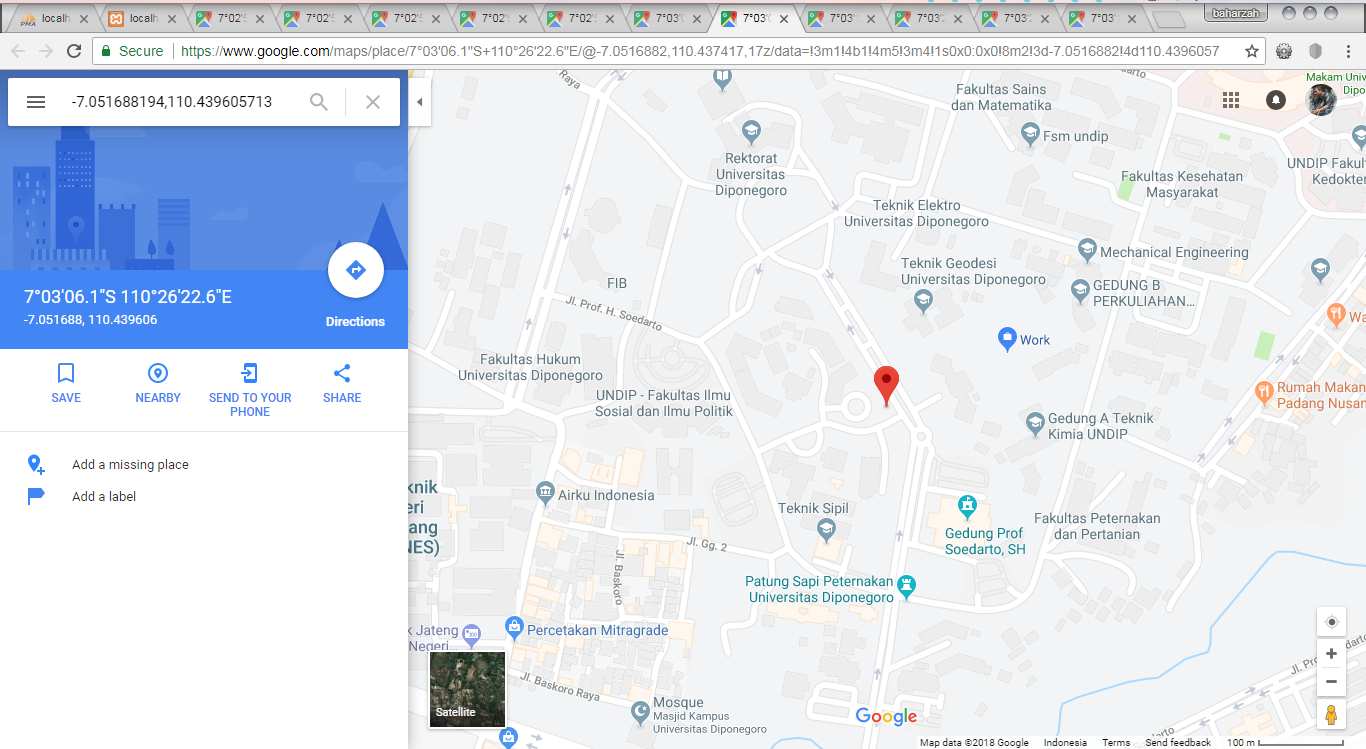 PMA localh
localh
7°02'
7°02'
7°02'
7°02'
7°02'
7°03'
7°03'
7°03'
7°03'
7°03'
7°03'
baharzah
Secure
https://www.google.com/maps/place/7°03'06.1"S+110°26'22.6"E/@-7.0516882,110.437417,17z/data=!3m1!4b1!4m5!3m4!1s0x0:0x0!8m2!3d-7.0516882!4d110.4396057
-7.051688194,110.439605713
7°03'06.1"S 110°26'22.6"E
-7.051688, 110.439606
Directions
SAVE
NEARBY
SEND TO YOUR
PHONE
SHARE
Add a missing place
Add a label
Raya
Fakultas Sains
dan Matematika
Makam Univ
Dipo
Fsm undip
Rektorat
Universitas
Diponegoro
UNDIP Fakul
Kedokter
Fakultas Kesehatan
Masyarakat
Teknik Elektro
Universitas Diponegoro
Mechanical Engineering
Teknik Geodesi
Universitas Diponegoro
GEDUNG B
PERKULIAHAN...
FIB
Jl. Prof. H. Soedarto
Wa
Work
Fakultas Hukum
Universitas Diponegoro
UNDIP - Fakultas Ilmu
Sosial dan Ilmu Politik
Rumah Makan
Padang Nusan
Gedung A Teknik
Kimia UNDIP
knik
eri
ang
NES)
Airku Indonesia
Teknik Sipil
Gedung Prof
Soedarto, SH
Fakultas Peternakan
dan Pertanian
Jl. Gg. 2
Jl. Baskoro
Patung Sapi Peternakan
Universitas Diponegoro
k Jateng
Negeri...
Percetakan Mitragrade
Jl. Baskoro Raya
Satellite
Mosque
Masjid Kampus
Universitas Diponegoro
Google
Map data ©2018 Google
Indonesia
Terms
Send feedback
100 m